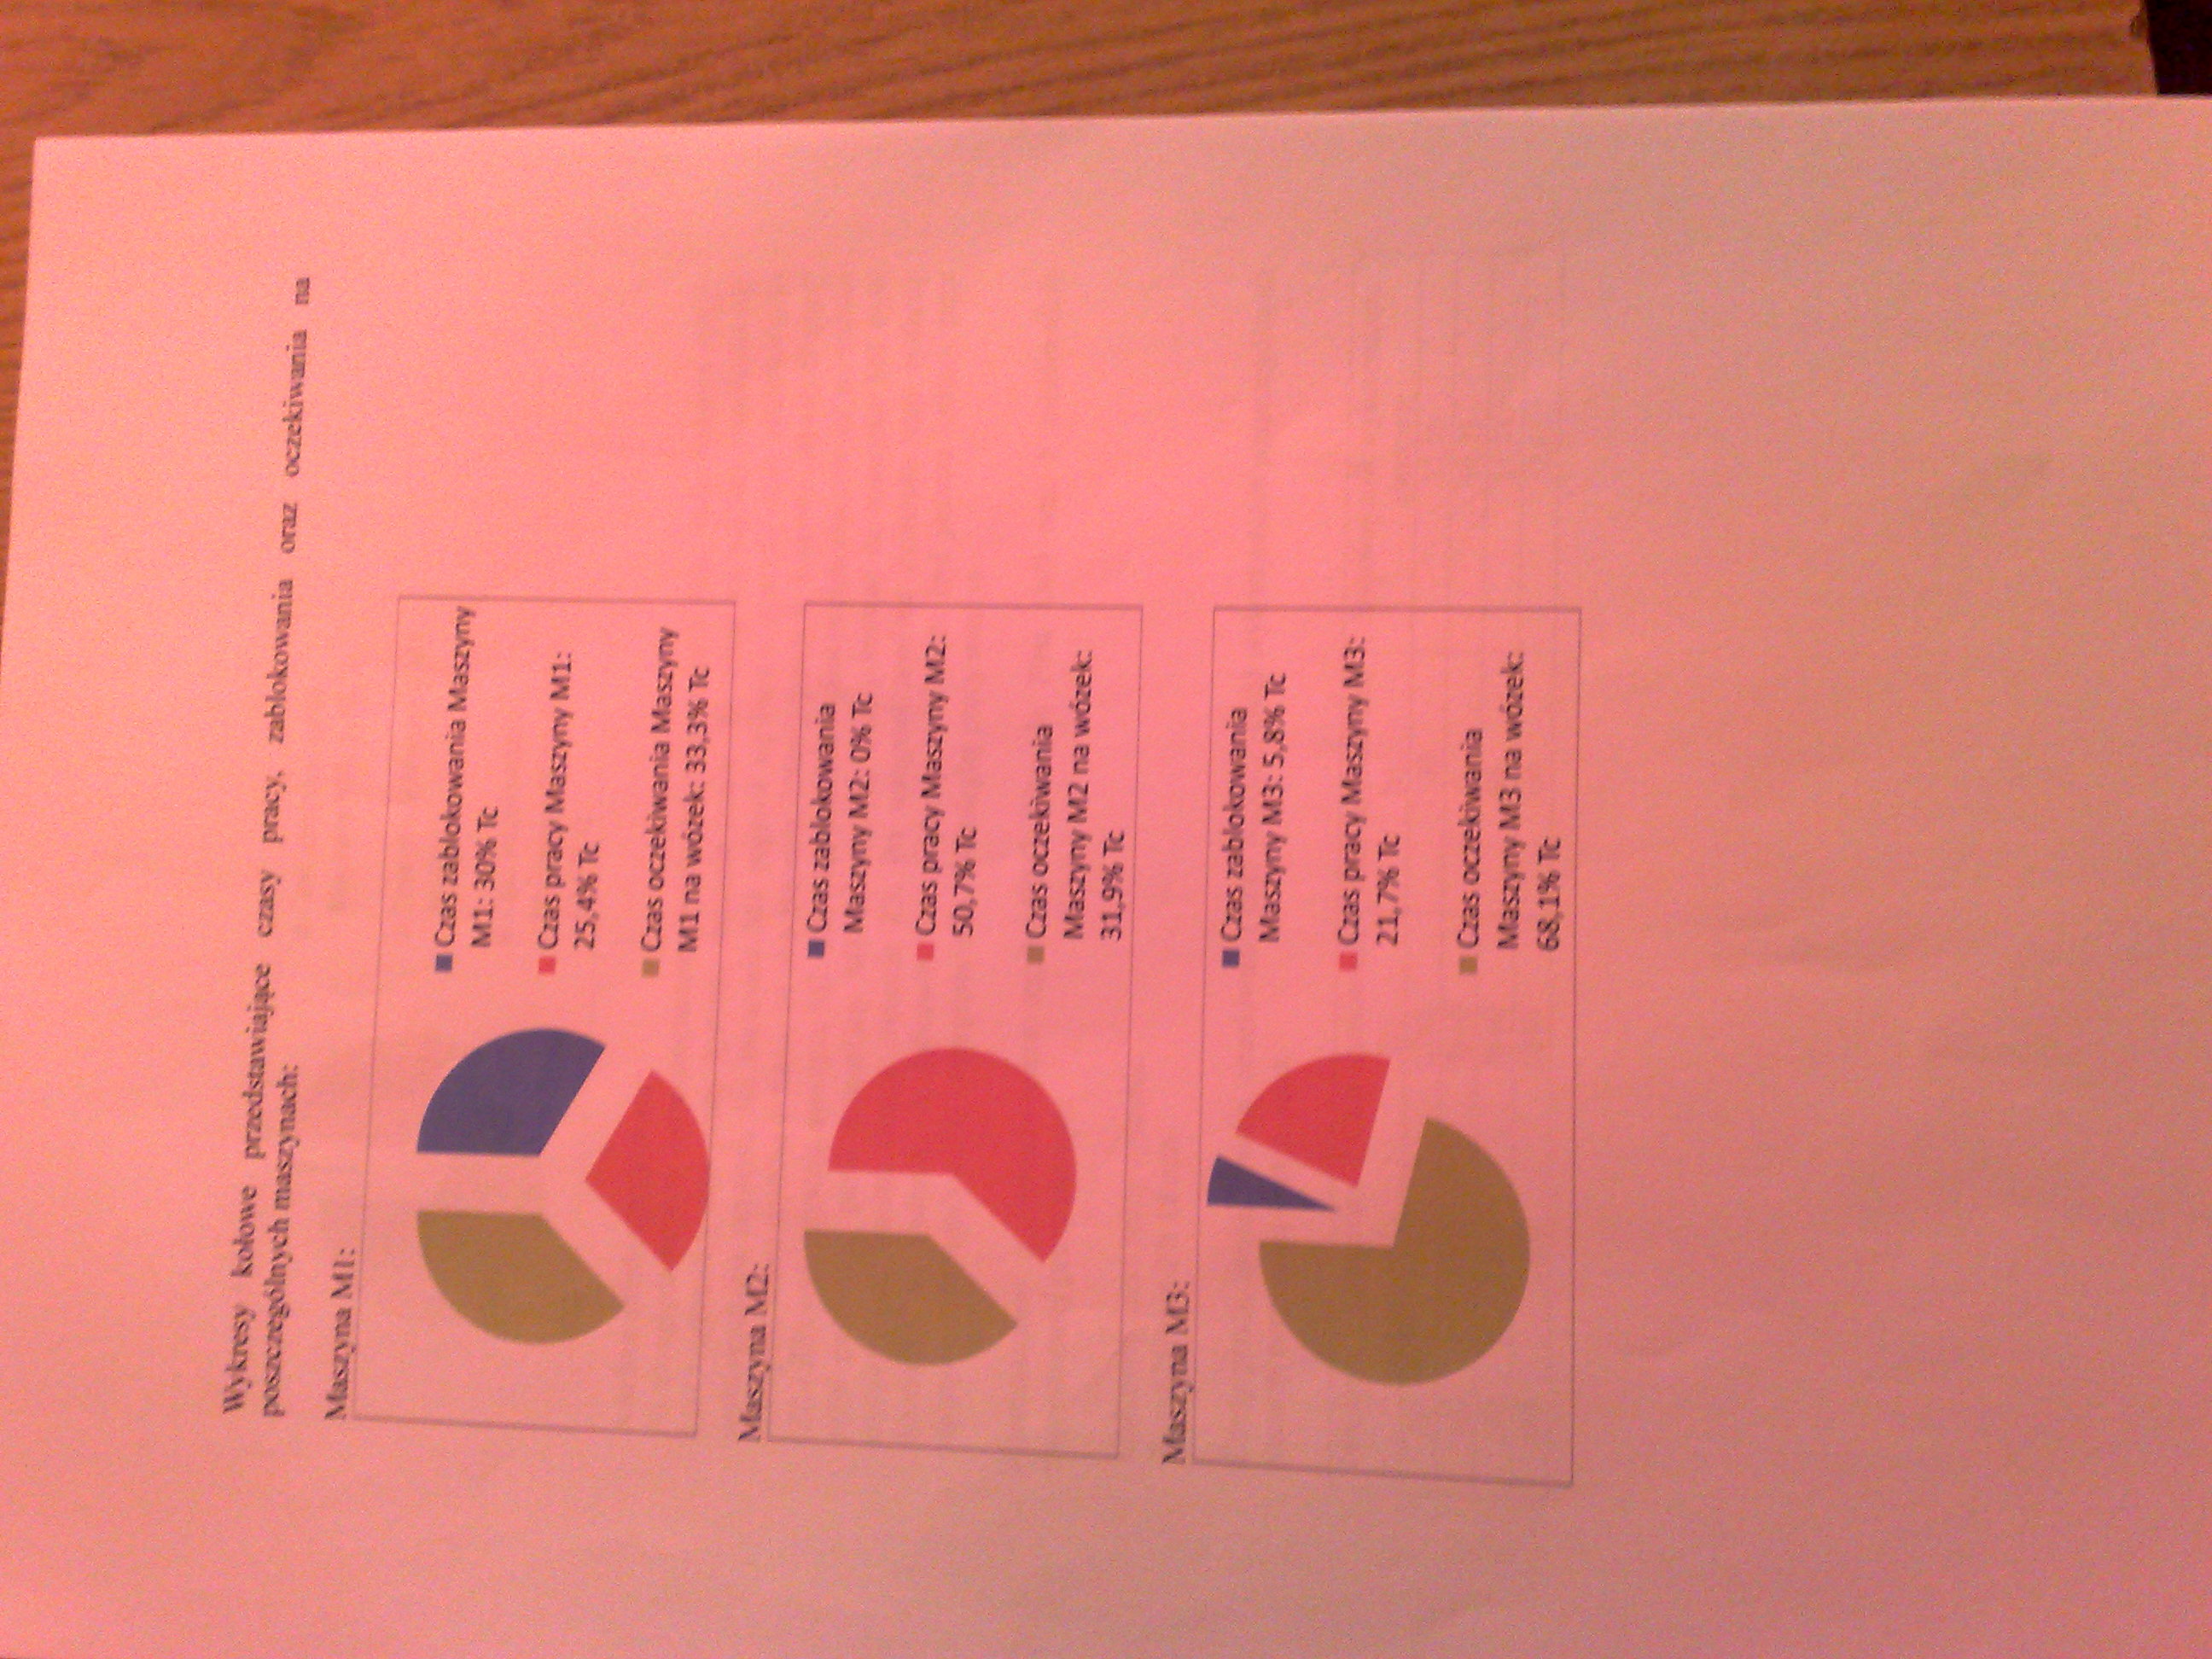 Wykresy kołowe przedstawiające czasy pracy, zablokowania oraz oczekiwania na
poszczególnych maszynach:
Maszyna M1:
Czas zablokowania Maszyny
M1: 30% Tc
Czas pracy Maszyny M1:
25,4% Tc
Czas oczekiwania Maszyny
M1 na wózek: 33,3% Tc
Maszyna M2:
Czas zablokowania
Maszyny M2: 0% Tc
Czas pracy Maszyny M2:
50,7% Tc
Czas oczekiwania
Maszyny M2 na wózek:
31,9% Tc
Maszyna M3:
Czas zablokowania
Maszyny M3: 5,8% Tc
Czas pracy Maszyny M3:
21,7% Tc
Czas oczekiwania
Maszyny M3 na wózek:
68,1% Tc